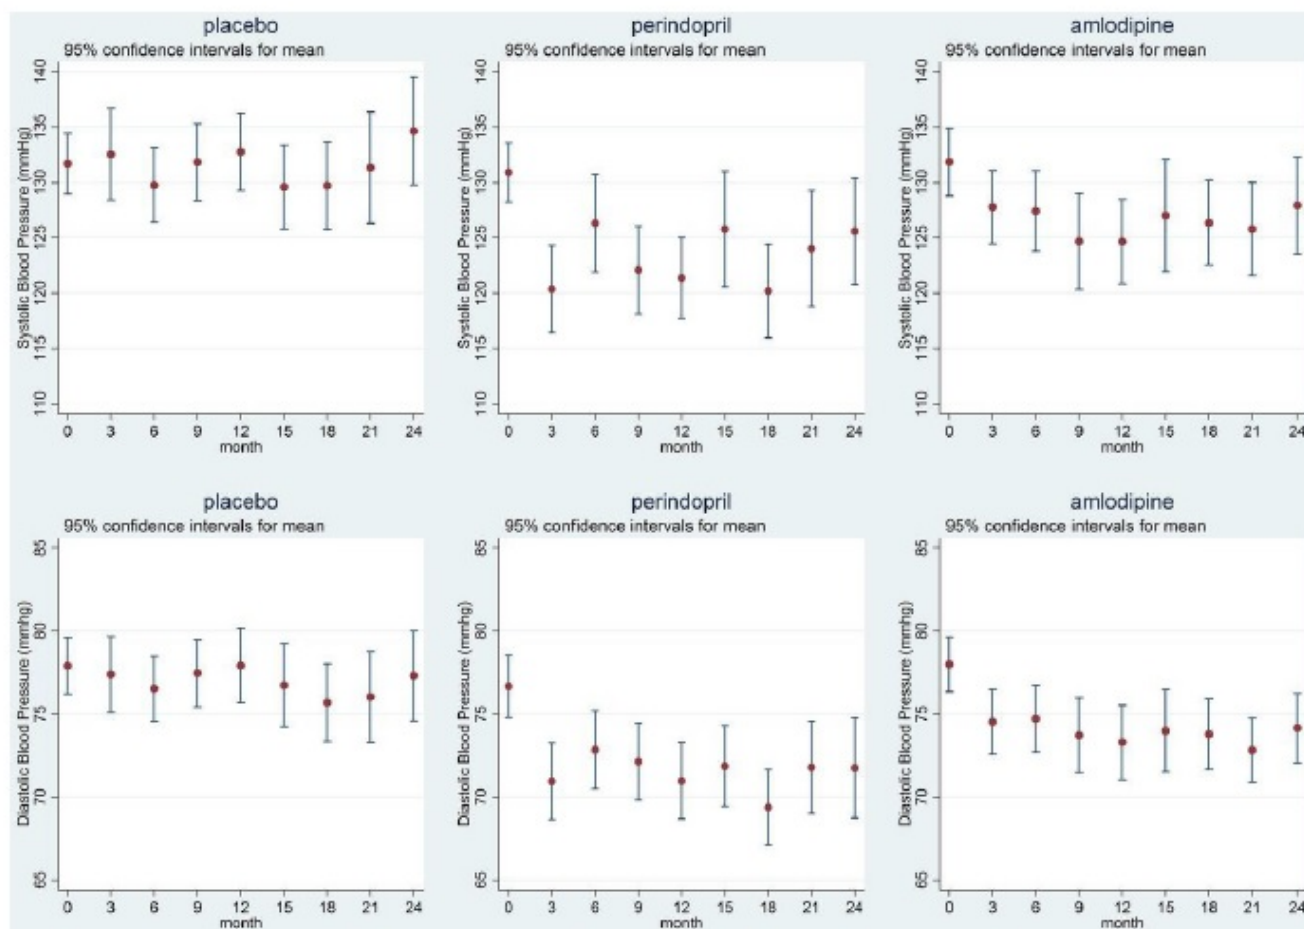 placebo
95% confidence intervals for mean
Systolic Blood Pressure (mmHg)
140
135
130
125
120
115
110
0 3 6 9 12 15 18 21 24
month
perindopril
95% confidence intervals for mean
Systolic Blood Pressure (mmHg)
140
135
130
125
120
115
110
0 3 6 9 12 15 18 21 24
month
amlodipine
95% confidence intervals for mean
Systolic Blood Pressure (mmHg)
140
135
130
125
120
115
110
0 3 6 9 12 15 18 21 24
month
placebo
95% confidence intervals for mean
Diastolic Blood Pressure (mmhg)
85
80
75
70
65
0 3 6 9 12 15 18 21 24
month
perindopril
95% confidence intervals for mean
Diastolic Blood Pressure (mmhg)
85
80
75
70
65
0 3 6 9 12 15 18 21 24
month
amlodipine
95% confidence intervals for mean
Diastolic Blood Pressure (mmhg)
85
80
75
70
65
0 3 6 9 12 15 18 21 24
month